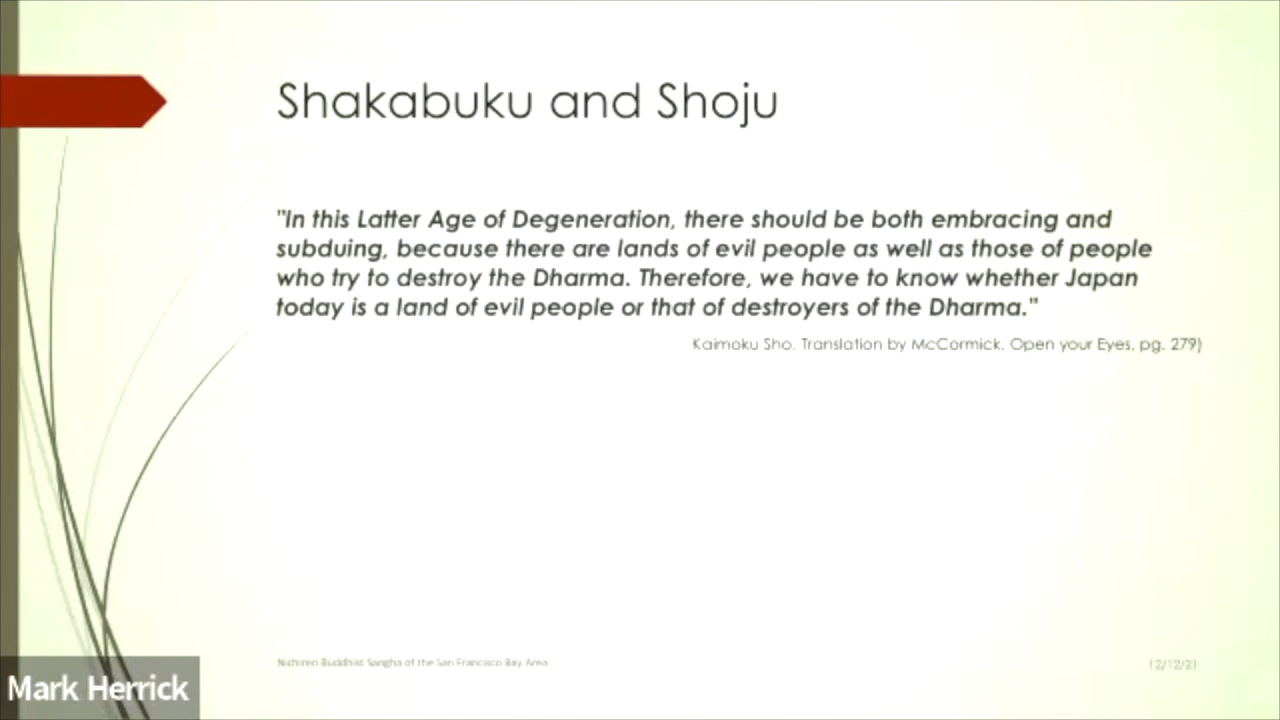 Shakabuku and Shoju
"In this Latter Age of Degeneration, there should be both embracing and
subduing, because there are lands of evil people as well as those of people
who try to destroy the Dharma. Therefore, we have to know whether Japan
today is a land of evil people or that of destroyers of the Dharma."
Kaimoku Sho. Translation by McCormick, Open your Eyes, pg. 279)
Nichiren Buddhist Sangha of the San Francisco Bay Area
12/12/21
Mark Herrick